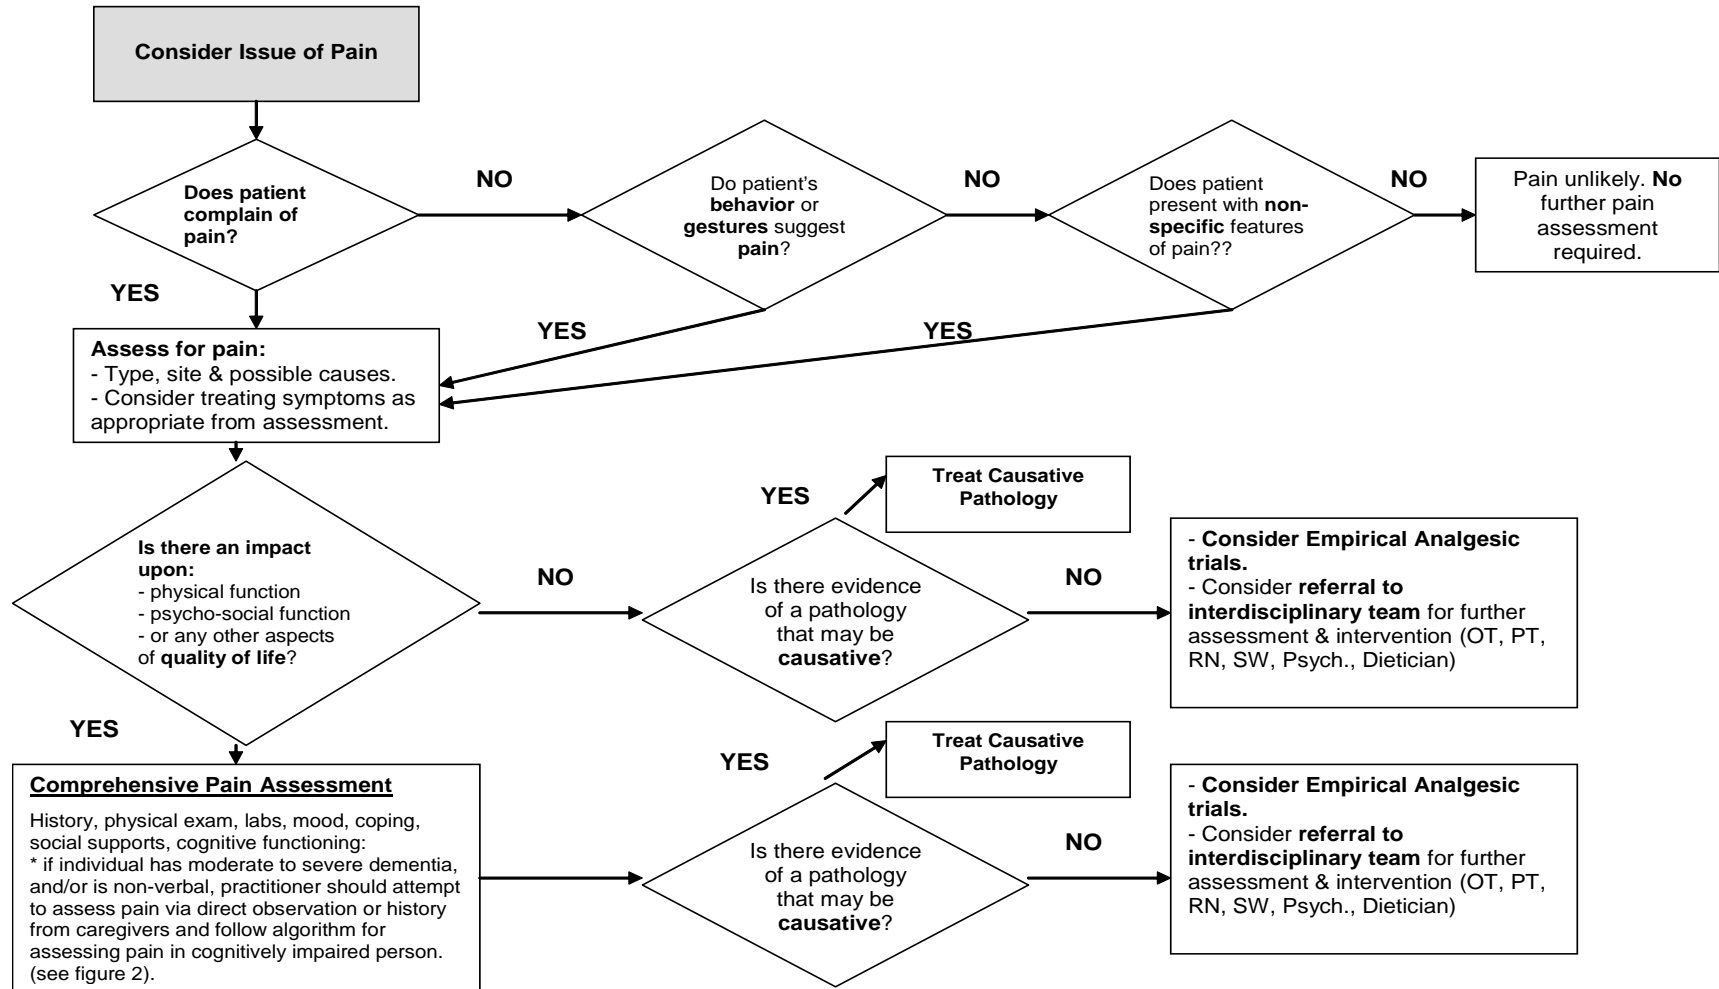 Consider Issue of Pain
Does patient
complain of
pain?
NO
Do patient's
behavior or
gestures suggest
pain?
NO
Does patient
present with non-
specific features
of pain??
NO
Pain unlikely. No
further pain
assessment
required.
YES
YES
YES
Assess for pain:
- Type, site & possible causes.
- Consider treating symptoms as
appropriate from assessment.
Is there an impact
upon:
- physical function
- psycho-social function
- or any other aspects
of quality of life?
NO
Is there evidence
of a pathology
that may be
causative?
YES
Treat Causative
Pathology
NO
- Consider Empirical Analgesic
trials.
- Consider referral to
interdisciplinary team for further
assessment & intervention (OT, PT,
RN, SW, Psych., Dietician)
YES
Comprehensive Pain Assessment
History, physical exam, labs, mood, coping,
social supports, cognitive functioning:
* if individual has moderate to severe dementia,
and/or is non-verbal, practitioner should attempt
to assess pain via direct observation or history
from caregivers and follow algorithm for
assessing pain in cognitively impaired person.
(see figure 2).
Is there evidence
of a pathology
that may be
causative?
YES
Treat Causative
Pathology
NO
- Consider Empirical Analgesic
trials.
- Consider referral to
interdisciplinary team for further
assessment & intervention (OT, PT,
RN, SW, Psych., Dietician)